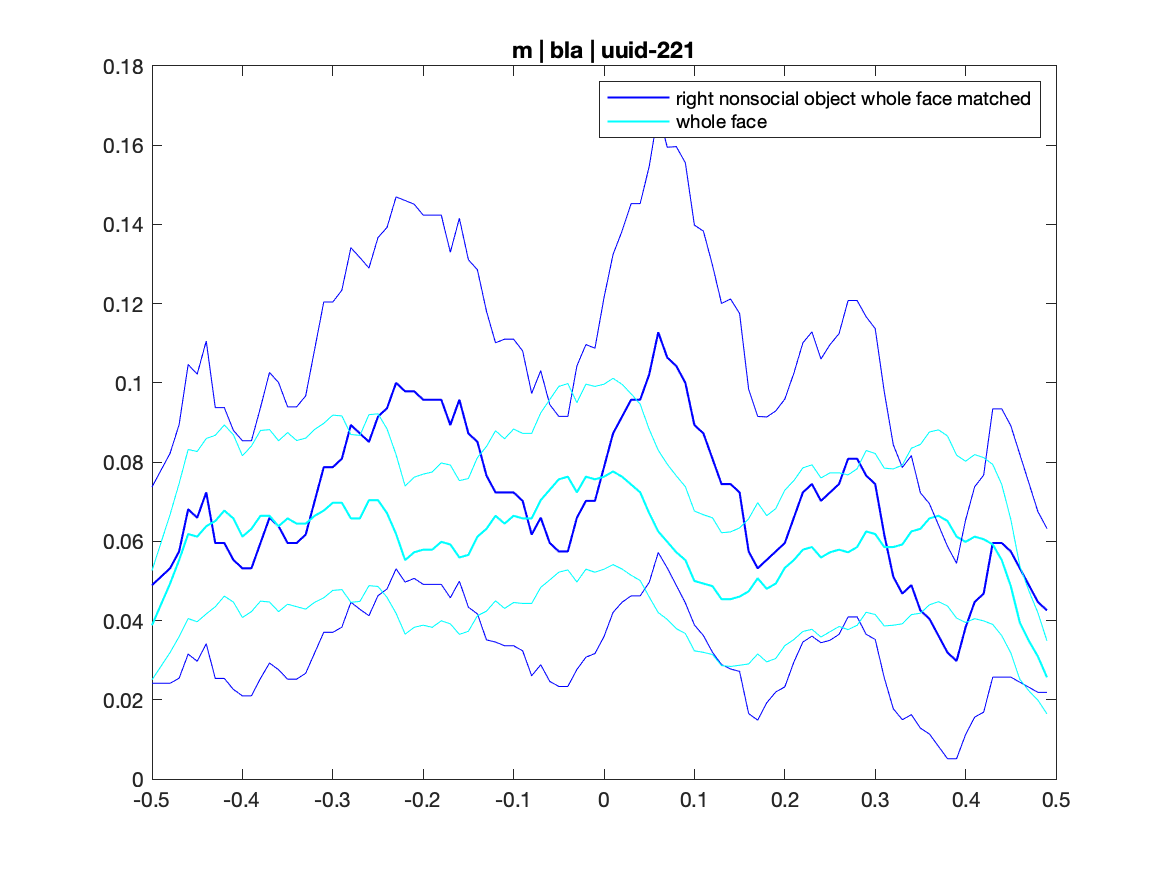 m | bla | uuid-221
right nonsocial object whole face matched
whole face
0.18
0.16
0.14
0.12
0.1
0.08
0.06
0.04
0.02
0
-0.5 -0.4 -0.3 -0.2 -0.1 0 0.1 0.2 0.3 0.4 0.5